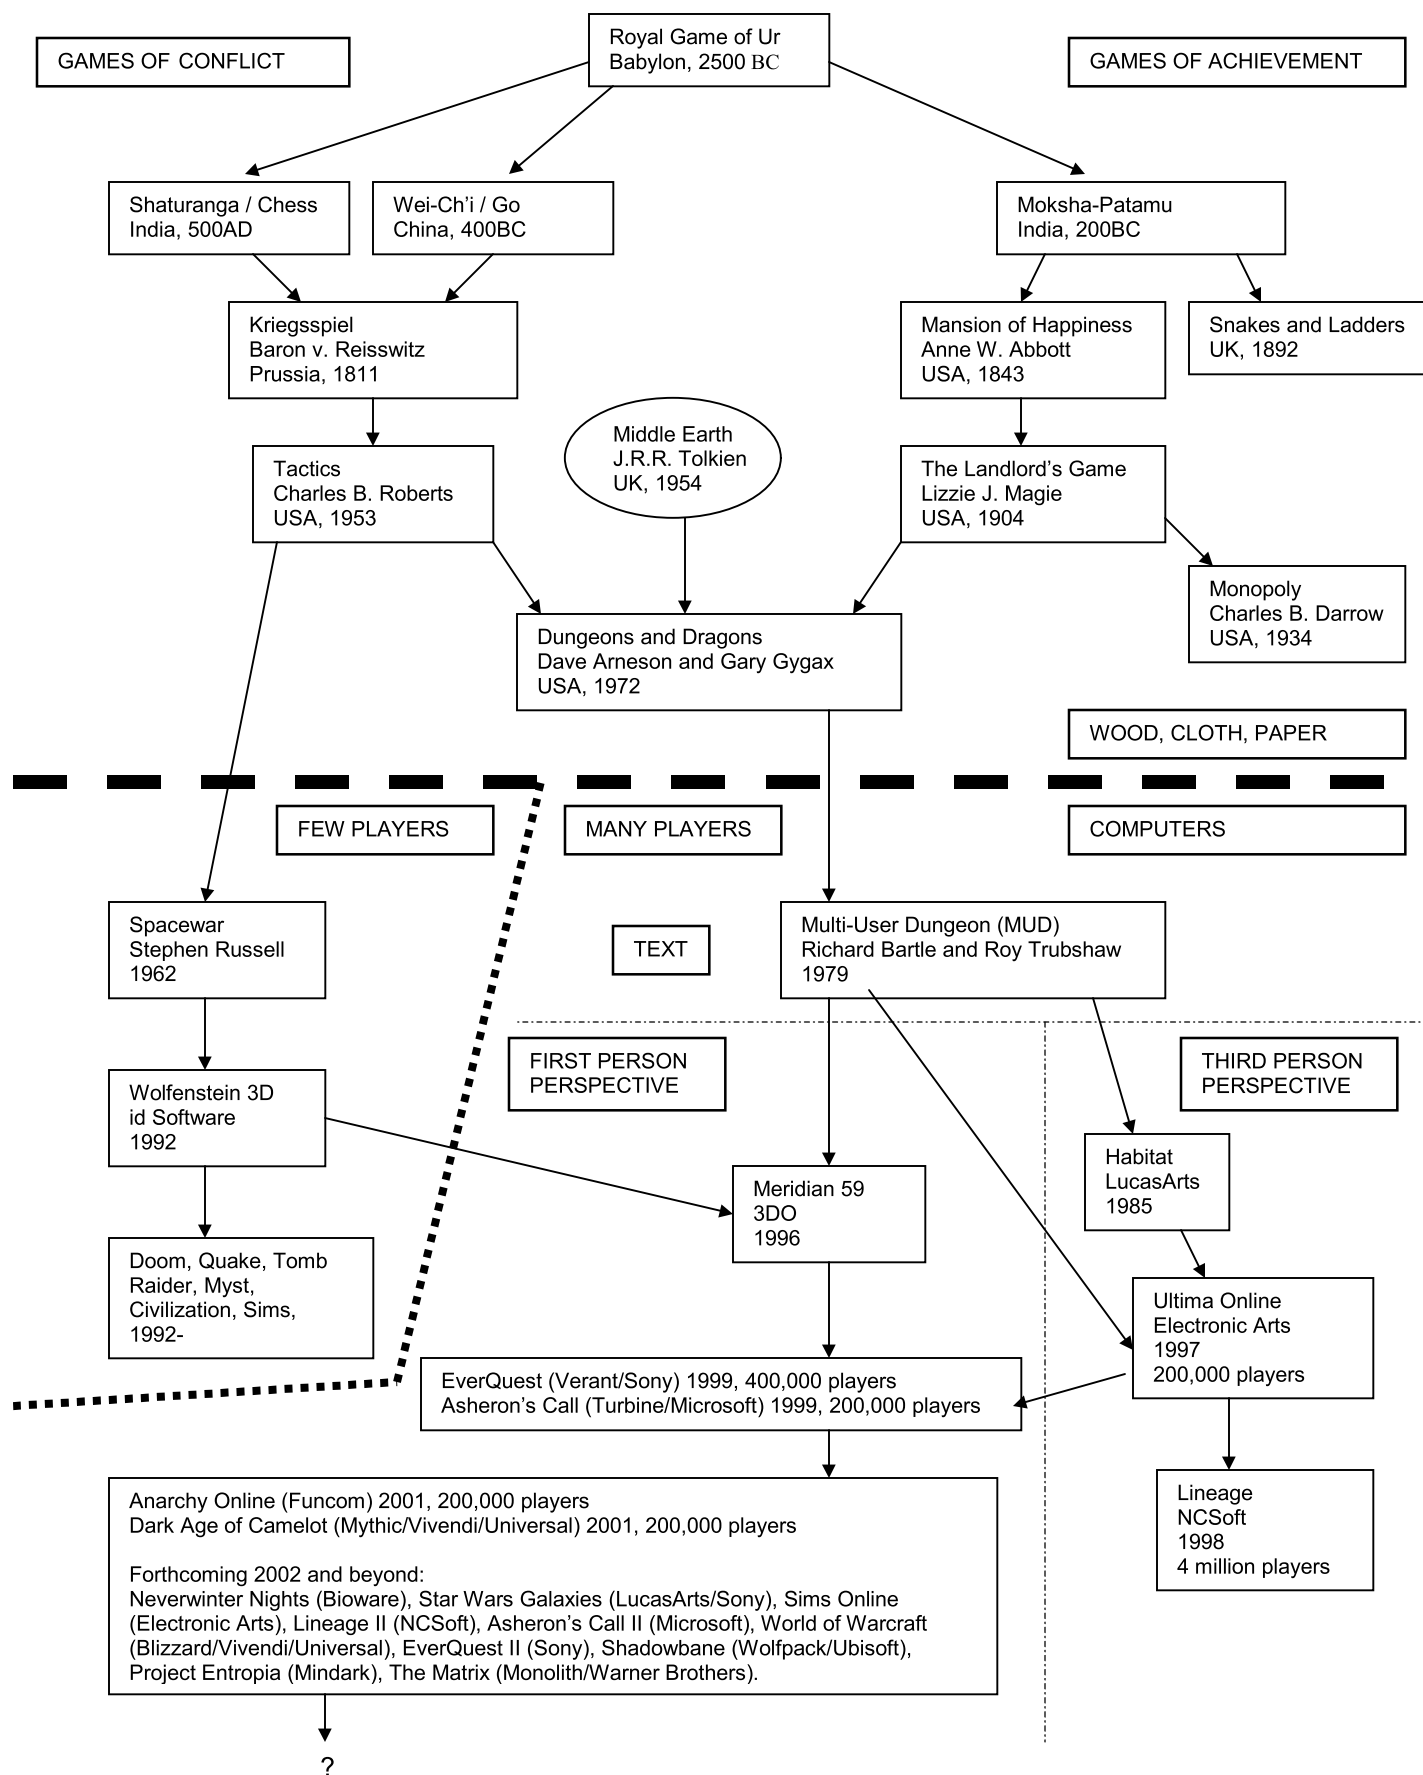 Royal Game of Ur
Babylon, 2500 BC
GAMES OF CONFLICT
GAMES OF ACHIEVEMENT
Shaturanga / Chess
India, 500AD
Wei-Ch'i / Go
China, 400BC
Moksha-Patamu
India, 200BC
Kriegsspiel
Baron v. Reisswitz
Prussia, 1811
Mansion of Happiness
Anne W. Abbott
USA, 1843
Snakes and Ladders
UK, 1892
Tactics
Charles B. Roberts
USA, 1953
Middle Earth
J.R.R. Tolkien
UK, 1954
The Landlord's Game
Lizzie J. Magie
USA, 1904
Monopoly
Charles B. Darrow
USA, 1934
Dungeons and Dragons
Dave Arneson and Gary Gygax
USA, 1972
WOOD, CLOTH, PAPER
FEW PLAYERS
MANY PLAYERS
COMPUTERS
Spacewar
Stephen Russell
1962
TEXT
Multi-User Dungeon (MUD)
Richard Bartle and Roy Trubshaw
1979
FIRST PERSON
PERSPECTIVE
THIRD PERSON
PERSPECTIVE
Wolfenstein 3D
id Software
1992
Habitat
LucasArts
1985
Meridian 59
3DO
1996
Doom, Quake, Tomb
Raider, Myst,
Civilization, Sims,
1992-
Ultima Online
Electronic Arts
1997
200,000 players
EverQuest (Verant/Sony) 1999, 400,000 players
Asheron's Call (Turbine/Microsoft) 1999, 200,000 players
Lineage
NCSoft
1998
4 million players
Anarchy Online (Funcom) 2001, 200,000 players
Dark Age of Camelot (Mythic/Vivendi/Universal) 2001, 200,000 players
Forthcoming 2002 and beyond:
Neverwinter Nights (Bioware), Star Wars Galaxies (LucasArts/Sony), Sims Online
(Electronic Arts), Lineage II (NCSoft), Asheron's Call II (Microsoft), World of Warcraft
(Blizzard/Vivendi/Universal), EverQuest II (Sony), Shadowbane (Wolfpack/Ubisoft),
Project Entropia (Mindark), The Matrix (Monolith/Warner Brothers).
?